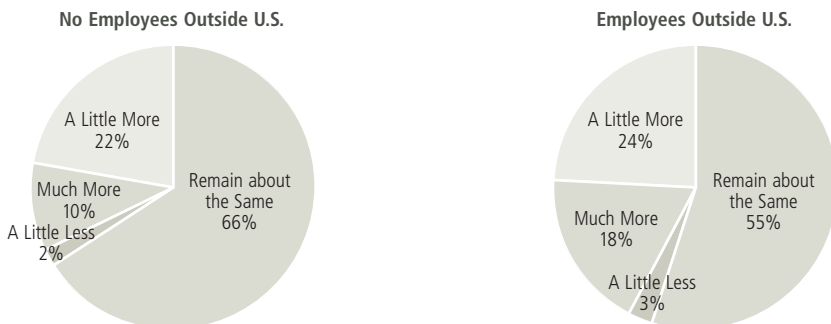 No Employees Outside U.S.
A Little More
22%
Remain about
the Same
66%
Much More
10%
A Little Less
2%
Employees Outside U.S.
A Little More
24%
Remain about
the Same
55%
Much More
18%
A Little Less
3%